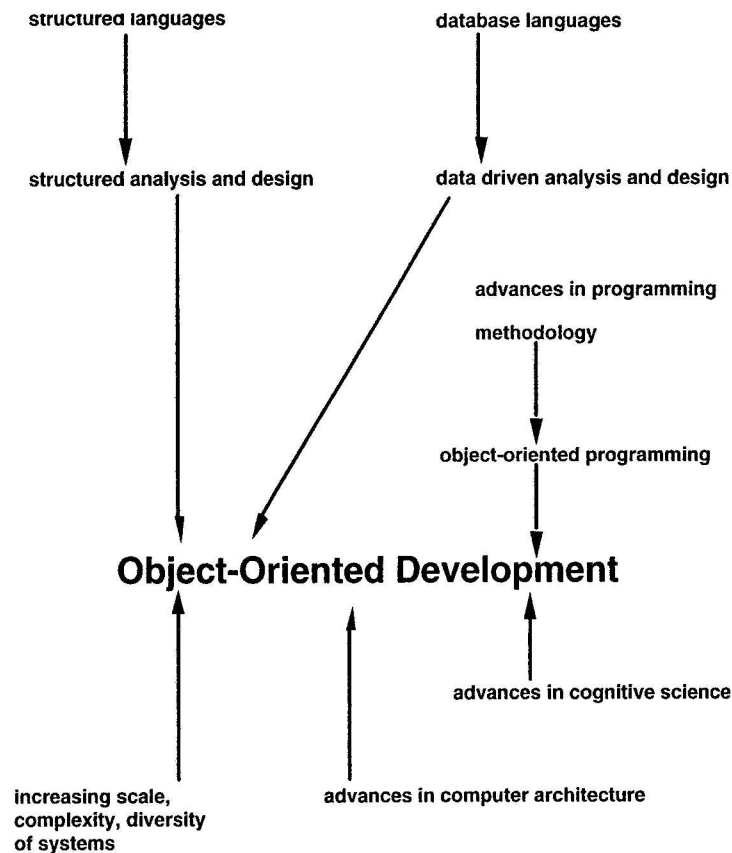 structured languages
database languages
structured analysis and design
data driven analysis and design
advances in programming
methodology
object-oriented programming
Object-Oriented Development
advances in cognitive science
increasing scale,
complexity, diversity
of systems
advances in computer architecture